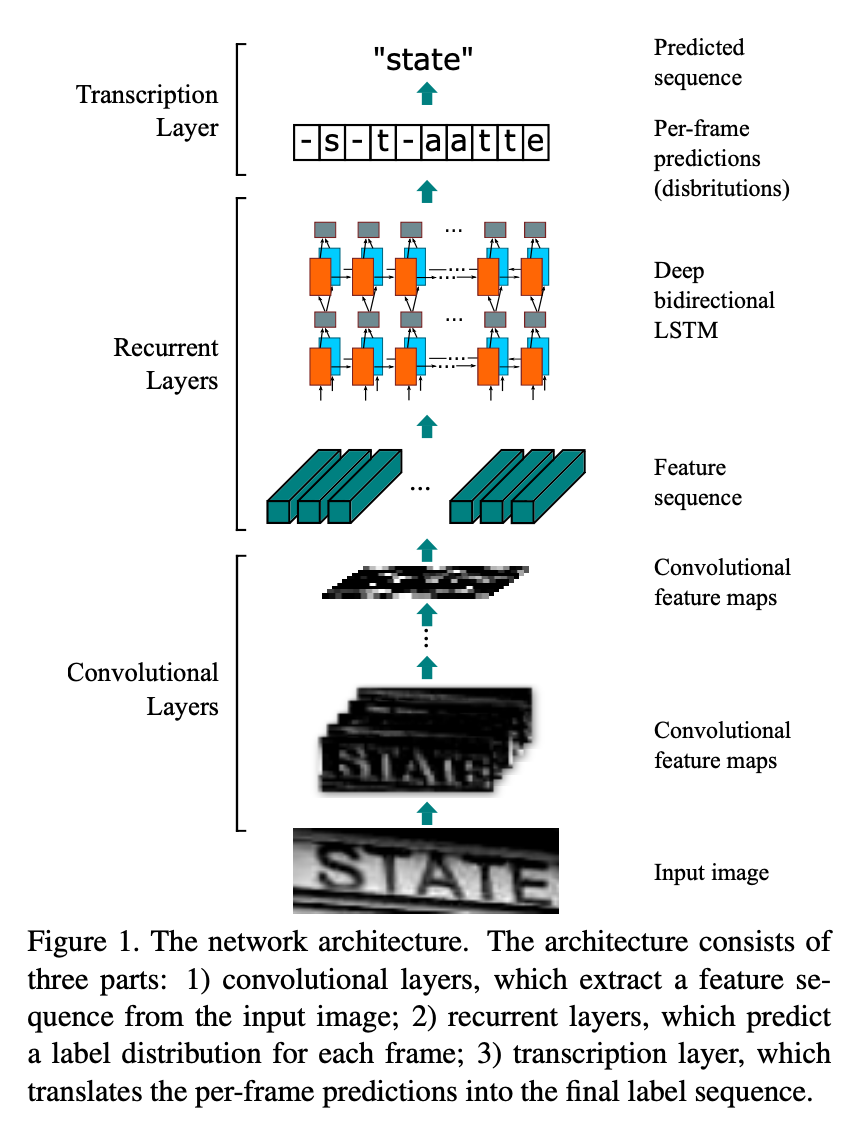 "state"
Predicted
sequence
Transcription
Layer
-s-t-aatte
Per-frame
predictions
(disbritutions)
...
Deep
bidirectional
LSTM
Recurrent
Layers
Feature
sequence
...
Convolutional
feature maps
Convolutional
Layers
STATE
Convolutional
feature maps
STATE
Input image
Figure 1. The network architecture. The architecture consists of
three parts: 1) convolutional layers, which extract a feature se-
quence from the input image; 2) recurrent layers, which predict
a label distribution for each frame; 3) transcription layer, which
translates the per-frame predictions into the final label sequence.